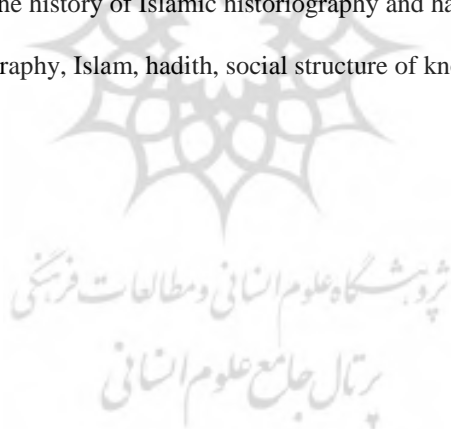 he history of Islamic historiography and ha
raphy, Islam, hadith, social structure of kn
پژوهشگاه علوم انسانی و مطالعات فرهنگی
پرتال جامع علوم انسانی